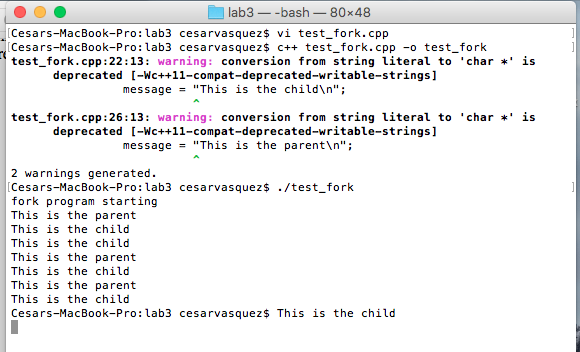 lab3 — -bash — 80×48
[Cesars-MacBook-Pro:lab3 cesarvasquez$ vi test_fork.cpp ]
[Cesars-MacBook-Pro:lab3 cesarvasquez$ c++ test_fork.cpp -o test_fork ]
test_fork.cpp:22:13: warning: conversion from string literal to 'char *' is
      deprecated [-Wc++11-compat-deprecated-writable-strings]
                message = "This is the child\n";
                          ^
test_fork.cpp:26:13: warning: conversion from string literal to 'char *' is
      deprecated [-Wc++11-compat-deprecated-writable-strings]
                message = "This is the parent\n";
                          ^
2 warnings generated.
[Cesars-MacBook-Pro:lab3 cesarvasquez$ ./test_fork ]
fork program starting
This is the parent
This is the child
This is the child
This is the parent
This is the child
This is the parent
This is the child
Cesars-MacBook-Pro:lab3 cesarvasquez$ This is the child